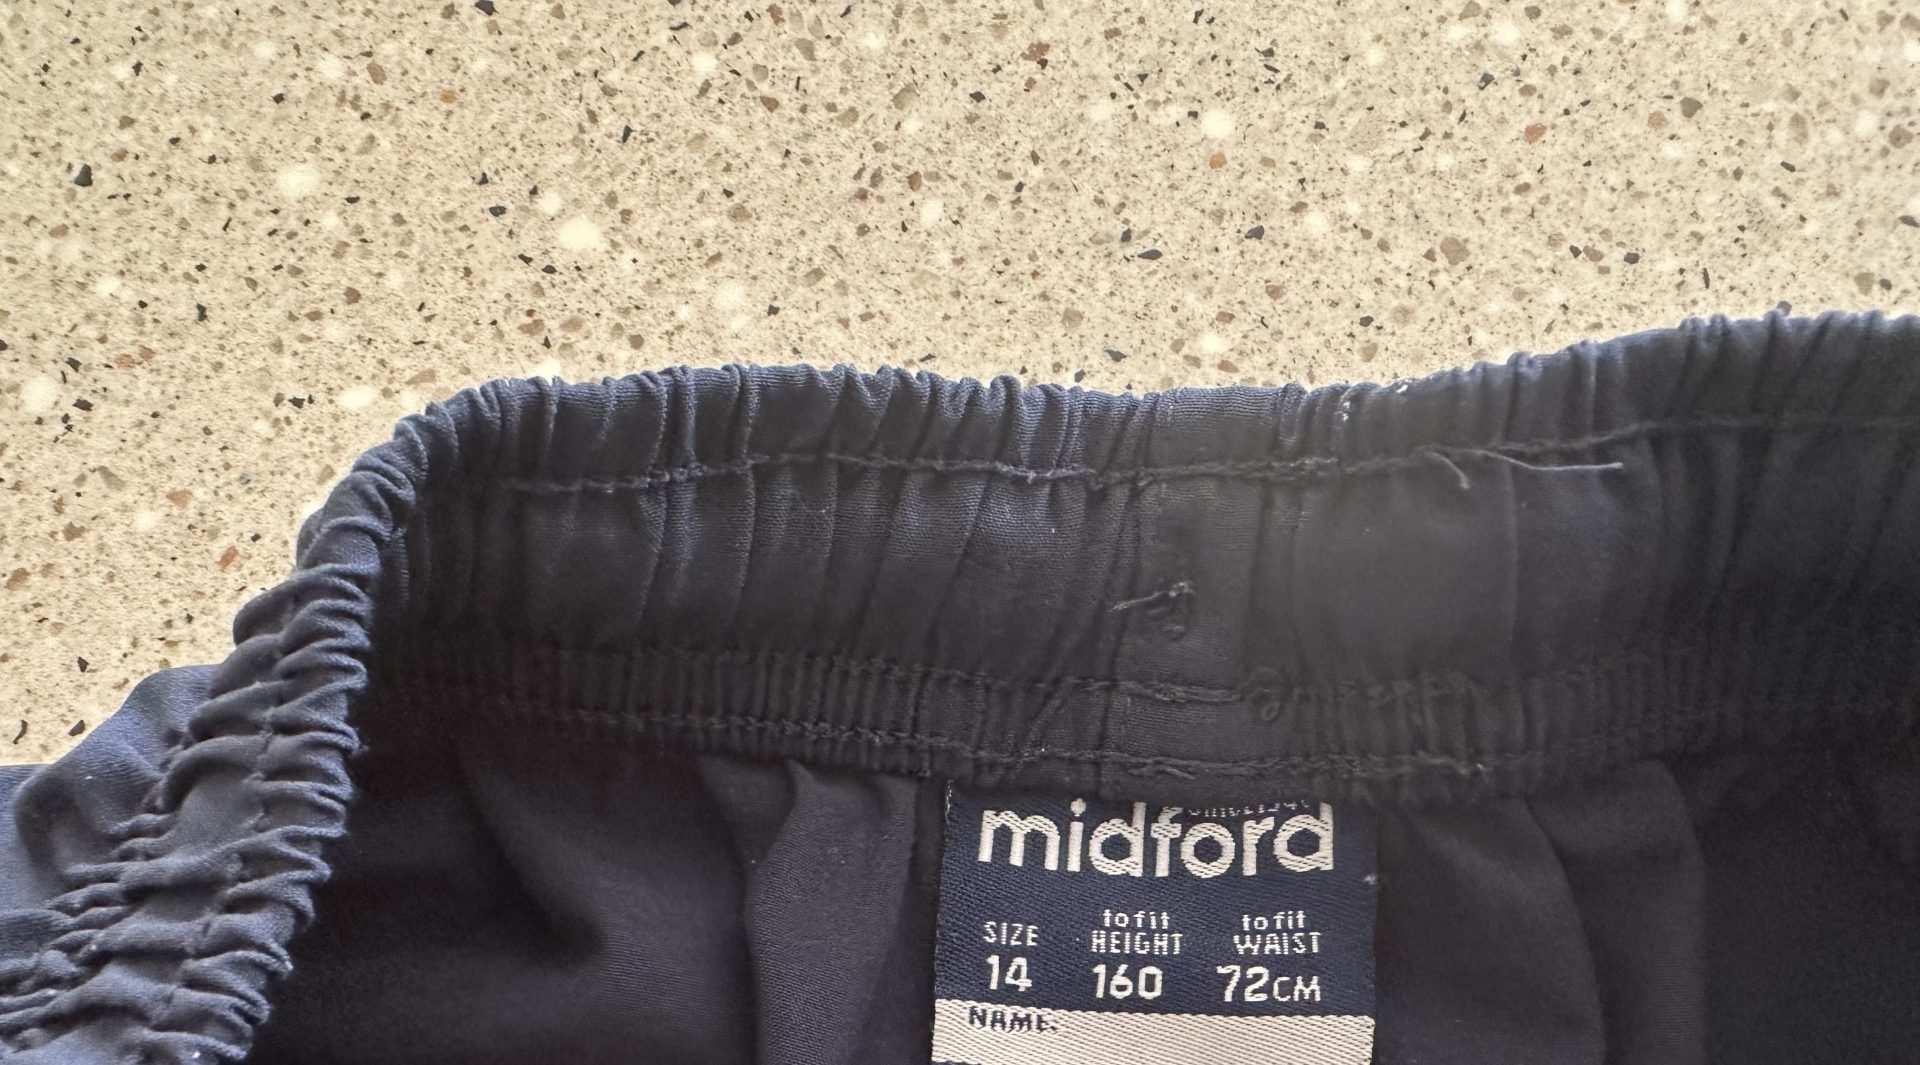 midford
SIZE to fit HEIGHT to fit WAIST
14 160 72CM
NAME: